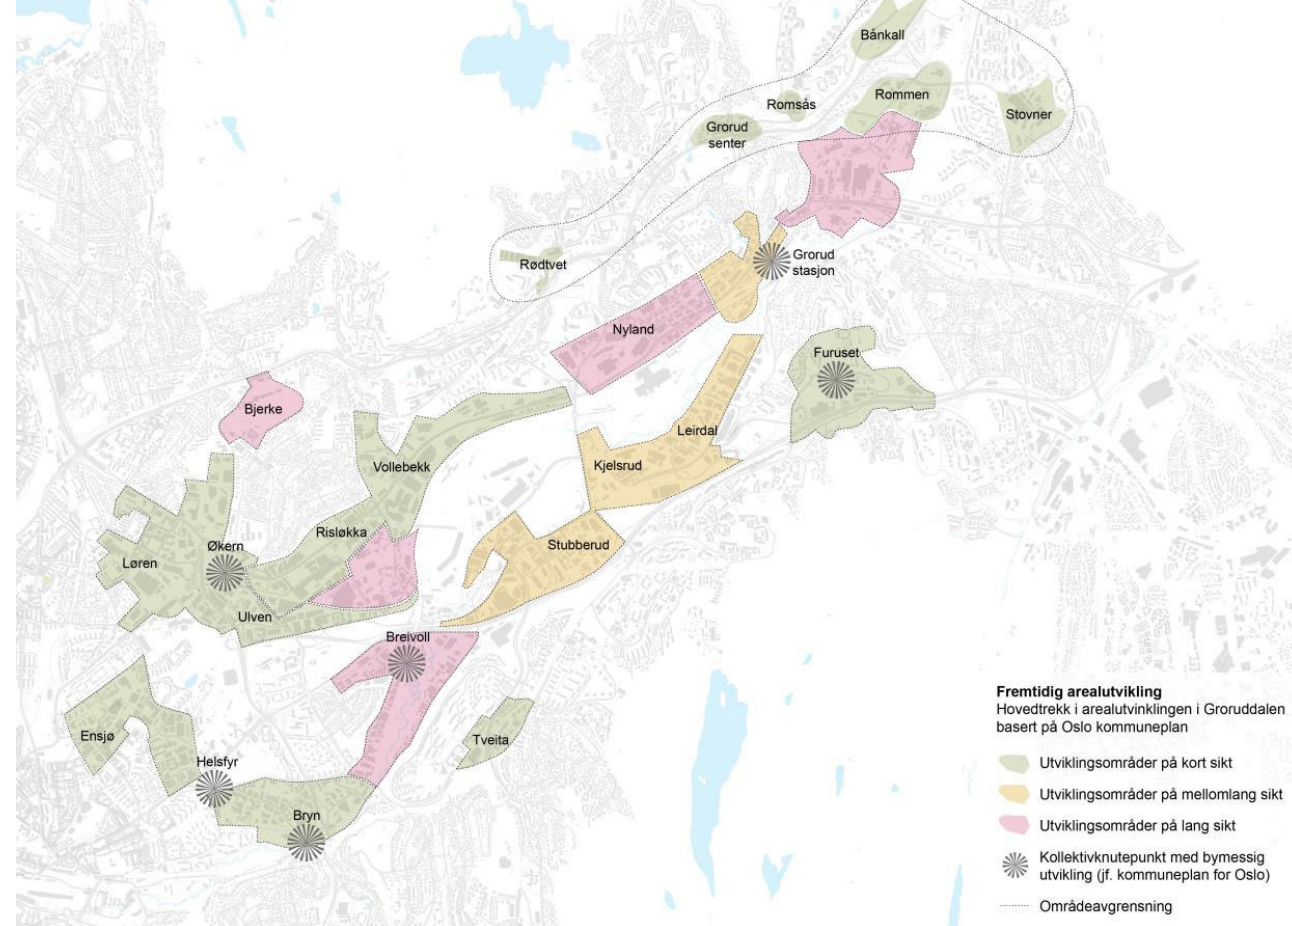 Bånkall
Rommen
Romsås
Stovner
Grorud
senter
Rødtvet
Grorud
stasjon
Nyland
Furuset
Bjerke
Leirdal
Vollebekk
Kjelsrud
Risløkka
Økern
Stubberud
Løren
Ulven
Breivoll
Ensjø
Tveita
Helsfyr
Bryn
Fremtidig arealutvikling
Hovedtrekk i arealutvinklingen i Groruddalen
basert på Oslo kommuneplan
Utviklingsområder på kort sikt
Utviklingsområder på mellomlang sikt
Utviklingsområder på lang sikt
Kollektivknutepunkt med bymessig
utvikling (jf. kommuneplan for Oslo)
Områdeavgrensning